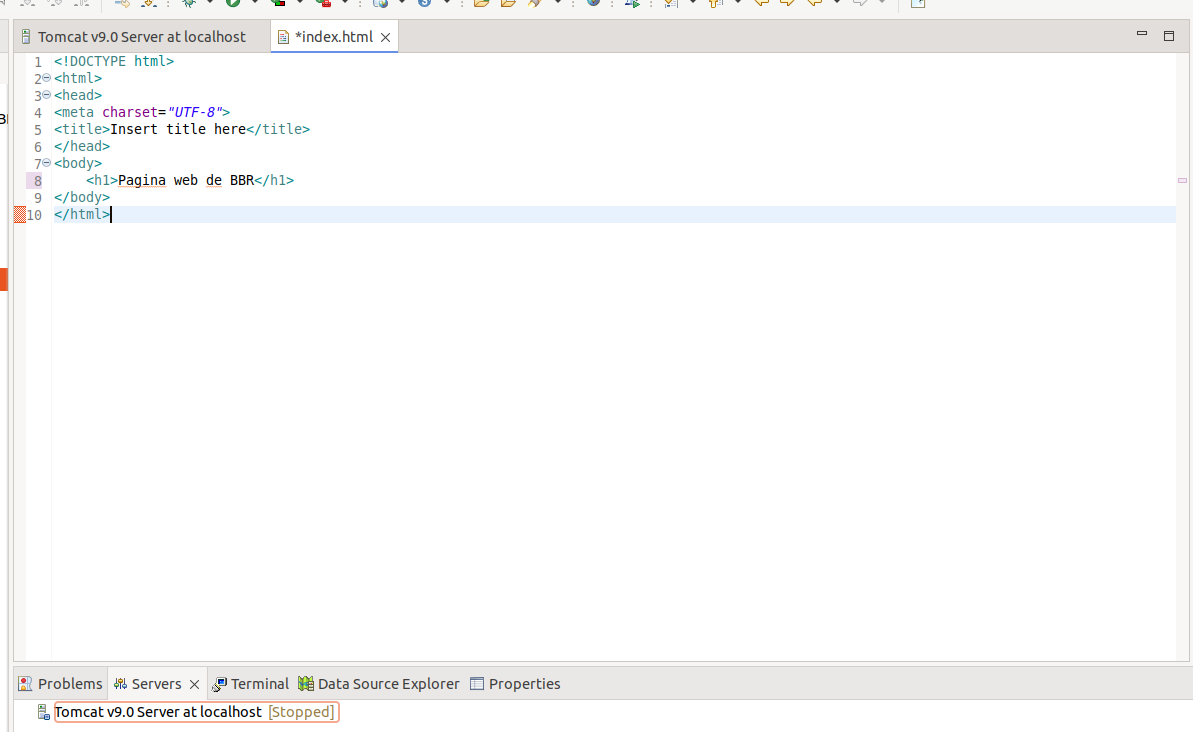 Tomcat v9.0 Server at localhost *index.html
1 <!DOCTYPE html>
2 <html>
3 <head>
4 <meta charset="UTF-8">
5 <title>Insert title here</title>
6 </head>
7 <body>
8 <h1>Pagina web de BBR</h1>
9 </body>
10 </html>
Problems Servers Terminal Data Source Explorer Properties
Tomcat v9.0 Server at localhost [Stopped]